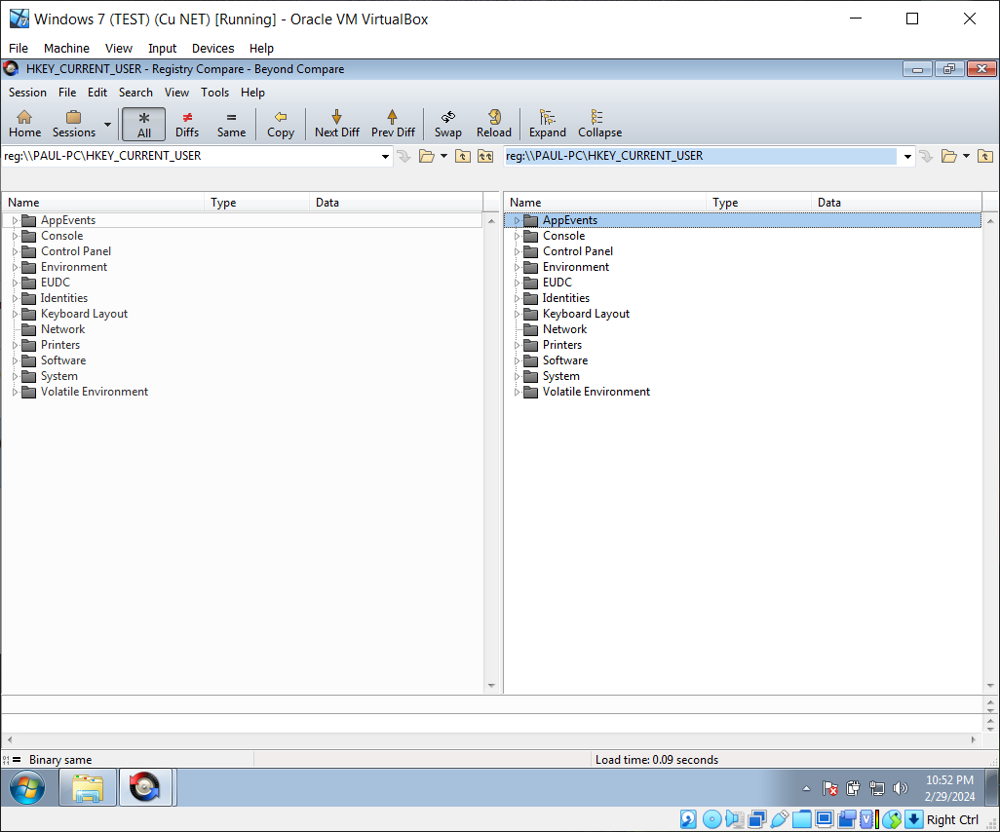 Windows 7 (TEST) (Cu NET) [Running] - Oracle VM VirtualBox
File Machine View Input Devices Help
HKEY_CURRENT_USER - Registry Compare - Beyond Compare
Session File Edit Search View Tools Help
Home Sessions All Diffs Same Copy Next Diff Prev Diff Swap Reload Expand Collapse
reg:\\PAUL-PC\HKEY_CURRENT_USER reg:\\PAUL-PC\HKEY_CURRENT_USER
Name Type Data Name Type Data
AppEvents AppEvents
Console Console
Control Panel Control Panel
Environment Environment
EUDC EUDC
Identities Identities
Keyboard Layout Keyboard Layout
Network Network
Printers Printers
Software Software
System System
Volatile Environment Volatile Environment
Binary same Load time: 0.09 seconds
10:52 PM
2/29/2024
Right Ctrl